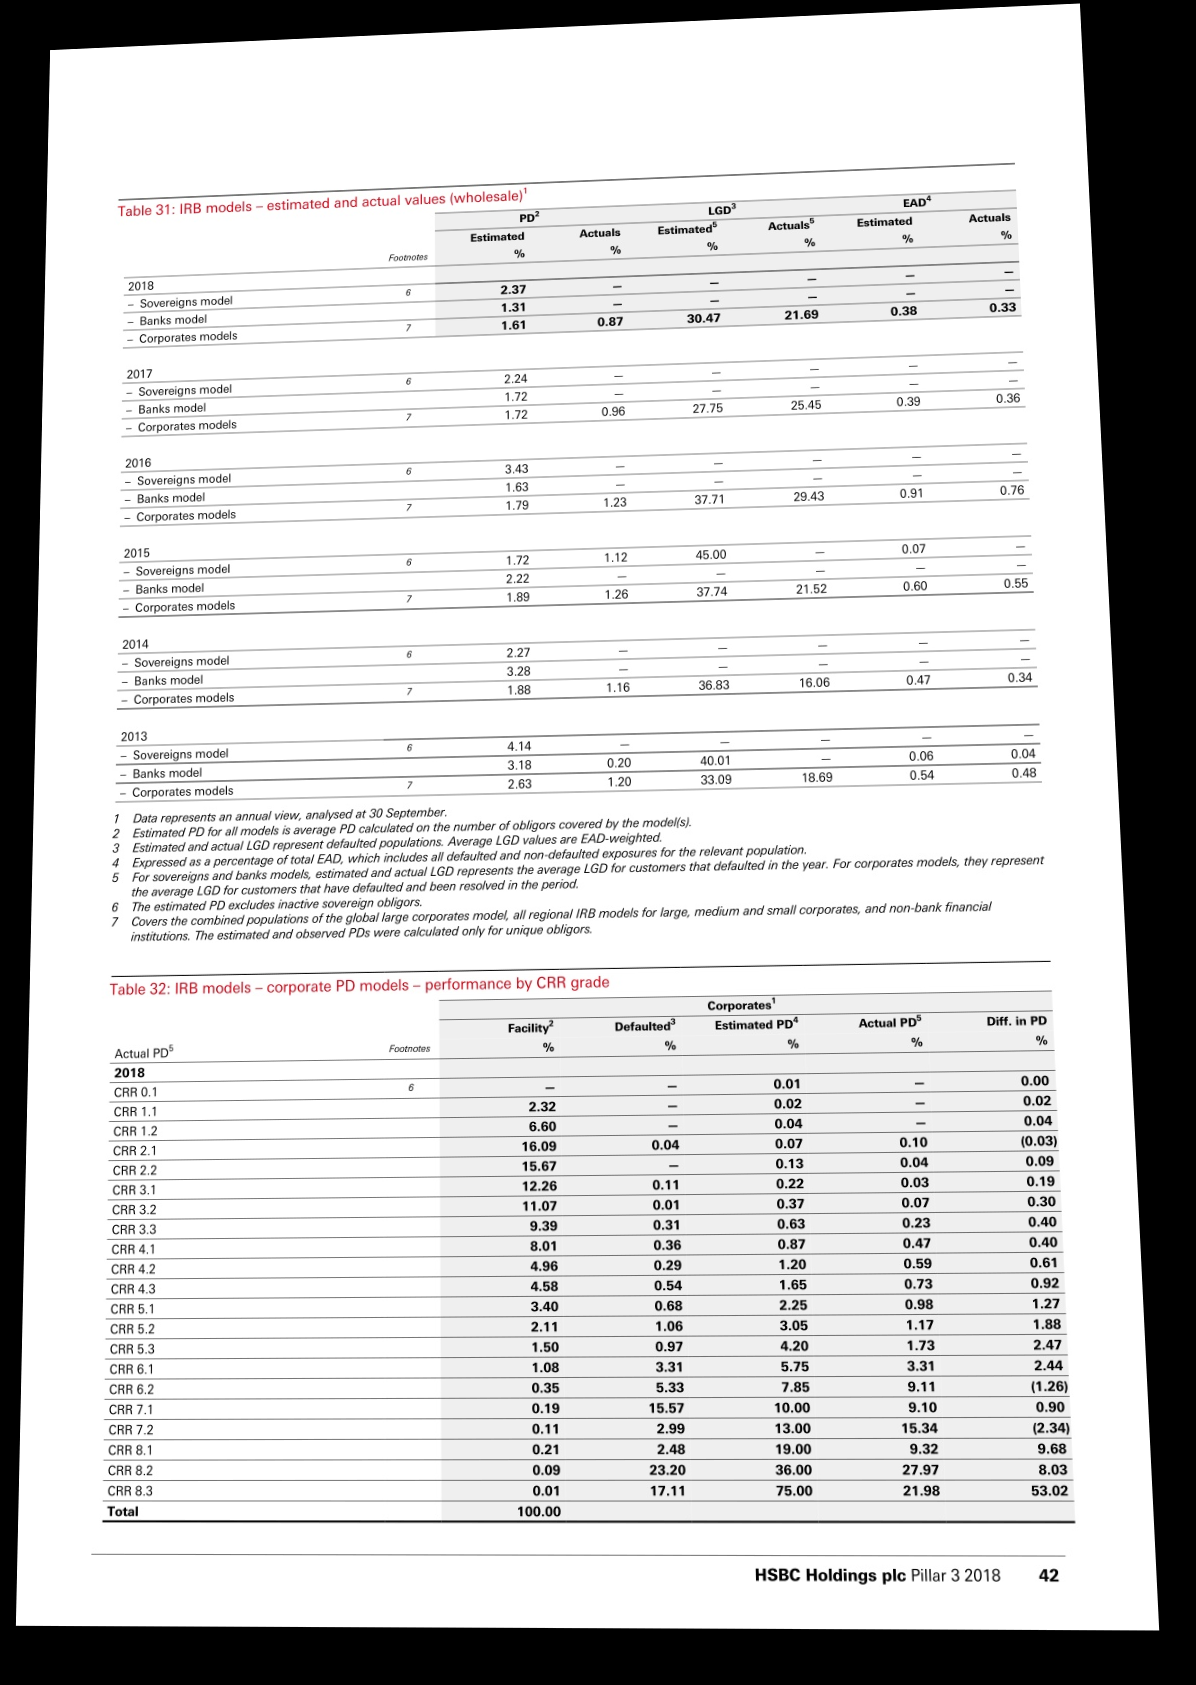 Table 31: IRB models – estimated and actual values (wholesale)1
PD2 LGD3 EAD4
Estimated Actuals Estimated5 Actuals5 Estimated Actuals
Footnotes % % % % % %
2018
– Sovereigns model 6 2.37 — — — — —
– Banks model 1.31 — — — — —
– Corporates models 7 1.61 0.87 30.47 21.69 0.38 0.33
2017
– Sovereigns model 6 2.24 — — — — —
– Banks model 1.72 — — — — —
– Corporates models 7 1.72 0.96 27.75 25.45 0.39 0.36
2016
– Sovereigns model 6 3.43 — — — — —
– Banks model 1.63 — — — — —
– Corporates models 7 1.79 1.23 37.71 29.43 0.91 0.76
2015
– Sovereigns model 6 1.72 1.12 45.00 — 0.07 —
– Banks model 2.22 — — — — —
– Corporates models 7 1.89 1.26 37.74 21.52 0.60 0.55
2014
– Sovereigns model 6 2.27 — — — — —
– Banks model 3.28 — — — — —
– Corporates models 7 1.88 1.16 36.83 16.06 0.47 0.34
2013
– Sovereigns model 6 4.14 — — — — —
– Banks model 3.18 0.20 40.01 — 0.06 0.04
– Corporates models 7 2.63 1.20 33.09 18.69 0.54 0.48
1 Data represents an annual view, analysed at 30 September.
2 Estimated PD for all models is average PD calculated on the number of obligors covered by the model(s).
3 Estimated and actual LGD represent defaulted populations. Average LGD values are EAD-weighted.
4 Expressed as a percentage of total EAD, which includes all defaulted and non-defaulted exposures for the relevant population.
5 For sovereigns and banks models, estimated and actual LGD represents the average LGD for customers that defaulted in the year. For corporates models, they represent
the average LGD for customers that have defaulted and been resolved in the period.
6 The estimated PD excludes inactive sovereign obligors.
7 Covers the combined populations of the global large corporates model, all regional IRB models for large, medium and small corporates, and non-bank financial
institutions. The estimated and observed PDs were calculated only for unique obligors.
Table 32: IRB models – corporate PD models – performance by CRR grade
Corporates1
Facility2 Defaulted3 Estimated PD4 Actual PD5 Diff. in PD
Actual PD5 Footnotes % % % % %
2018
CRR 0.1 6 — — 0.01 — 0.00
CRR 1.1 2.32 — 0.02 — 0.02
CRR 1.2 6.60 — 0.04 — 0.04
CRR 2.1 16.09 0.04 0.07 0.10 (0.03)
CRR 2.2 15.67 — 0.13 0.04 0.09
CRR 3.1 12.26 0.11 0.22 0.03 0.19
CRR 3.2 11.07 0.01 0.37 0.07 0.30
CRR 3.3 9.39 0.31 0.63 0.23 0.40
CRR 4.1 8.01 0.36 0.87 0.47 0.40
CRR 4.2 4.96 0.29 1.20 0.59 0.61
CRR 4.3 4.58 0.54 1.65 0.73 0.92
CRR 5.1 3.40 0.68 2.25 0.98 1.27
CRR 5.2 2.11 1.06 3.05 1.17 1.88
CRR 5.3 1.50 0.97 4.20 1.73 2.47
CRR 6.1 1.08 3.31 5.75 3.31 2.44
CRR 6.2 0.35 5.33 7.85 9.11 (1.26)
CRR 7.1 0.19 15.57 10.00 9.10 0.90
CRR 7.2 0.11 2.99 13.00 15.34 (2.34)
CRR 8.1 0.21 2.48 19.00 9.32 9.68
CRR 8.2 0.09 23.20 36.00 27.97 8.03
CRR 8.3 0.01 17.11 75.00 21.98 53.02
Total 100.00
HSBC Holdings plc Pillar 3 2018 42